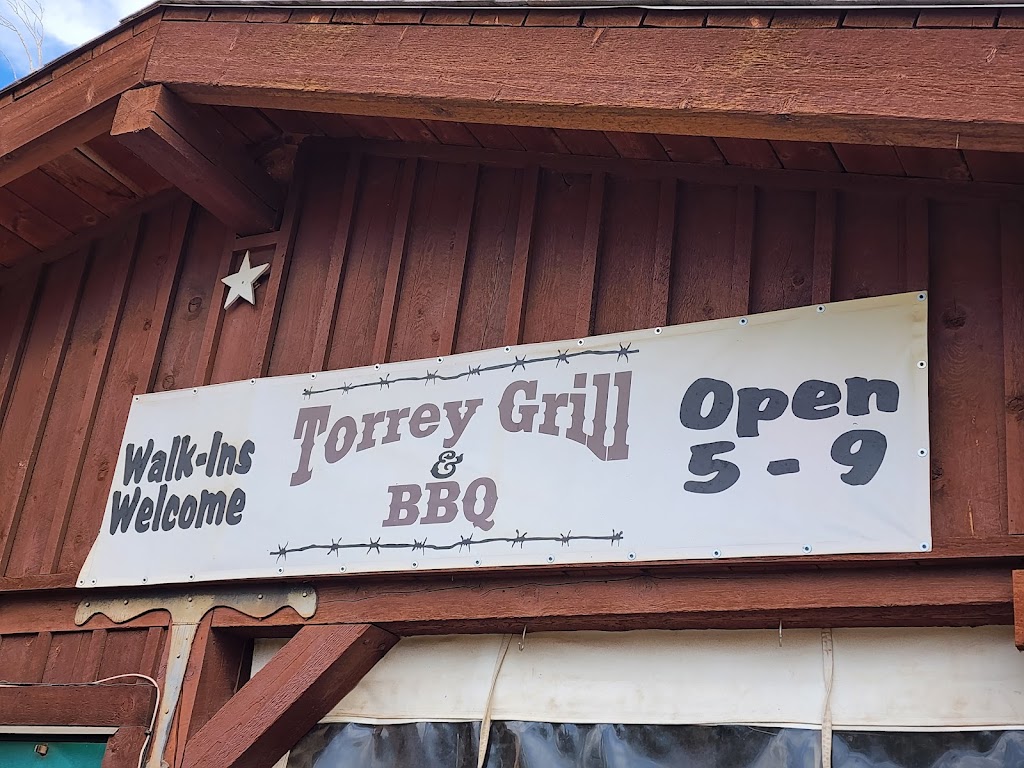 Walk-Ins
Welcome
Torrey Grill
&
BBQ
Open
5 - 9